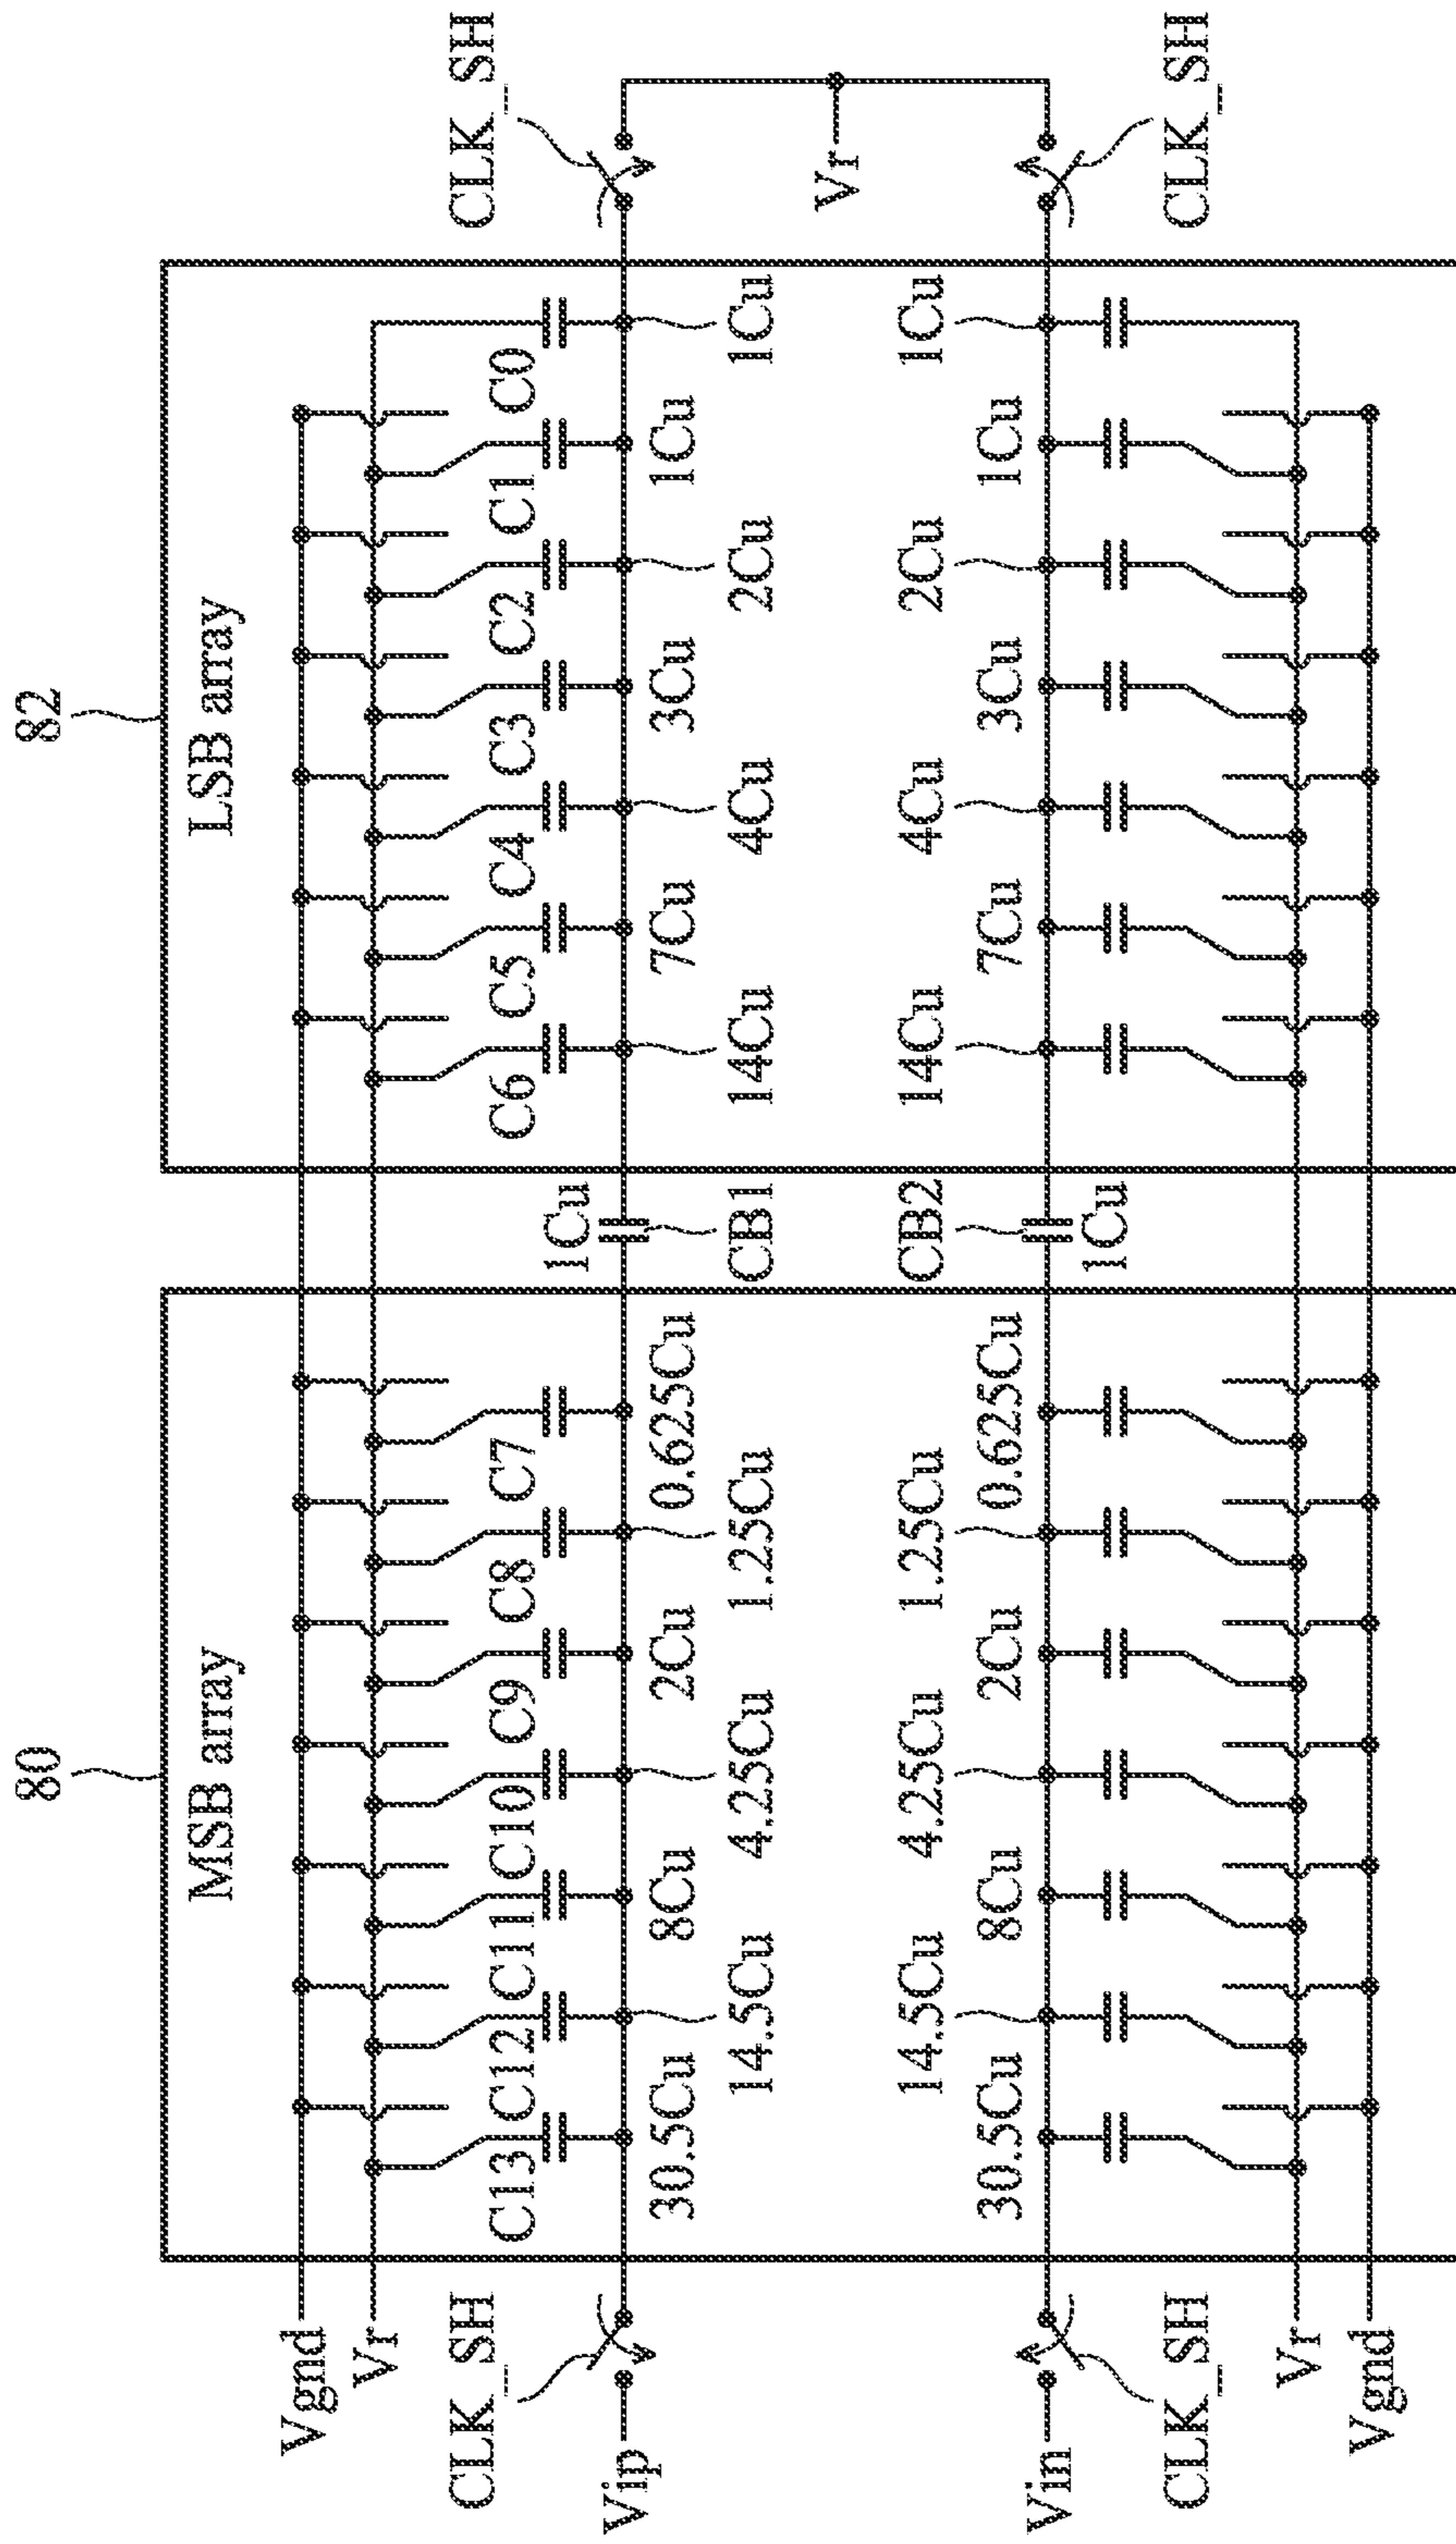 80
82
MSB array
LSB array
Vgnd
Vr
CLK_SH
CLK_SH
C13
C12
C11
C10
C9
C8
C7
C6
C5
C4
C3
C2
C1
C0
1Cu
Vip
30.5Cu
8Cu
2Cu
0.625Cu
7Cu
3Cu
1Cu
14.5Cu
4.25Cu
1.25Cu
CB1
14Cu
4Cu
2Cu
1Cu
Vr
14.5Cu
4.25Cu
1.25Cu
CB2
14Cu
4Cu
2Cu
1Cu
30.5Cu
8Cu
2Cu
0.625Cu
7Cu
3Cu
1Cu
Vin
1Cu
CLK_SH
CLK_SH
Vr
Vgnd